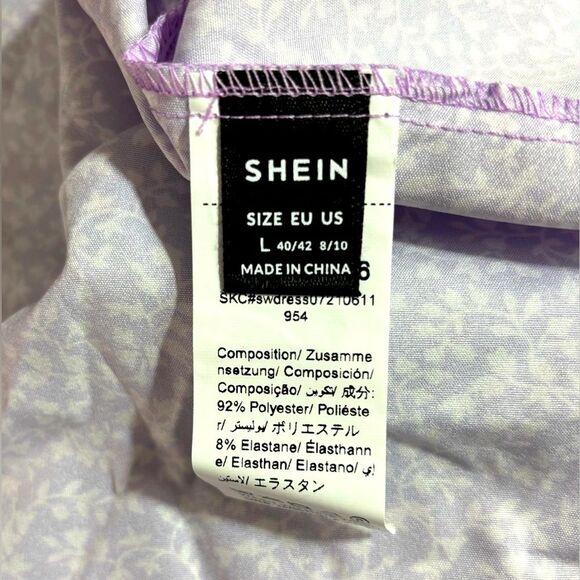 SHEIN
SIZE EU US
L 40/42 8/10
MADE IN CHINA
6
SKC#swdress07210611
954
Composition/ Zusamme
nsetzung/ Composición/
Composição/ تكوين/ 成分:
92% Polyester/ Poliéste
r/ بوليستر/ ポリエステル
8% Elastane/ Élasthann
e/ Elasthan/ Elastano/ إي
لاستين/ エラスタン